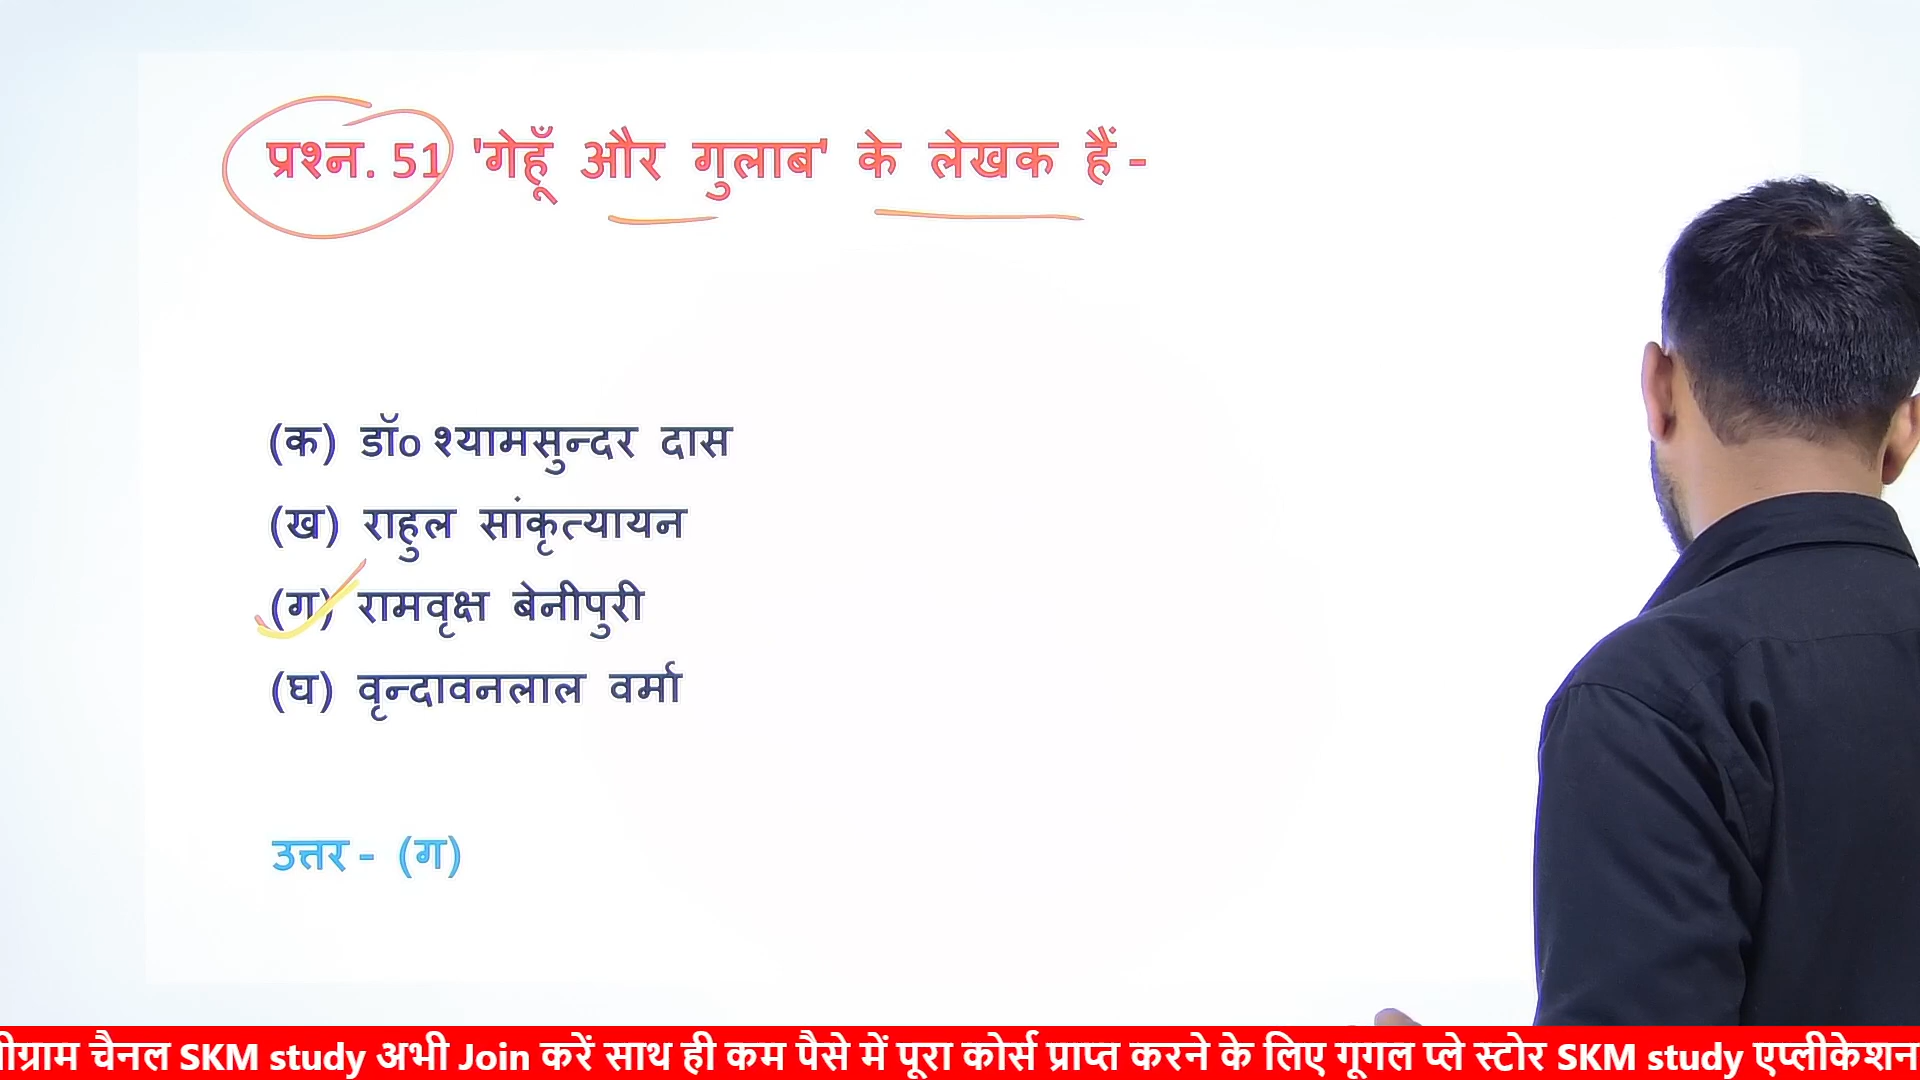 प्रश्न. 51 'गेहूँ और गुलाब' के लेखक हैं -
(क) डॉ० श्यामसुन्दर दास
(ख) राहुल सांकृत्यायन
(ग) रामवृक्ष बेनीपुरी
(घ) वृन्दावनलाल वर्मा
उत्तर - (ग)
चैनल SKM study अभी Join करें साथ ही कम पैसे में पूरा कोर्स प्राप्त करने के लिए गूगल प्ले स्टोर SKM study एप्लीकेशन